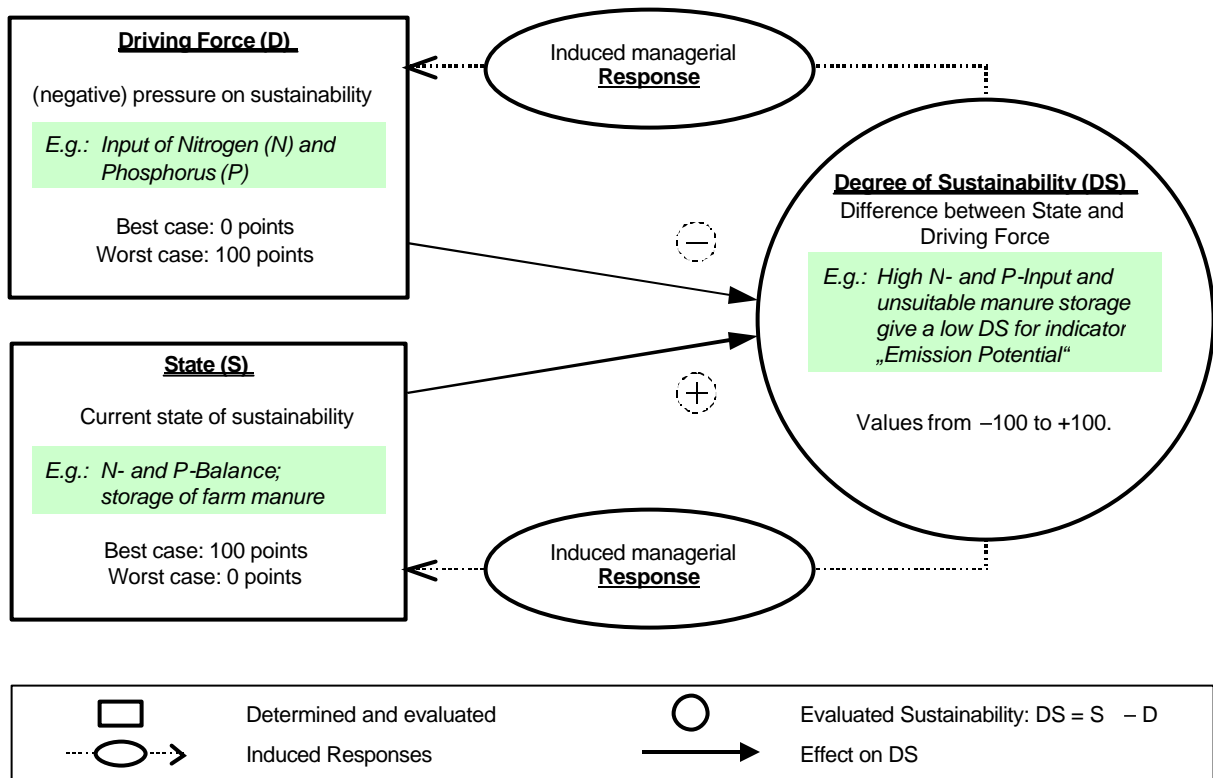 Driving Force (D)
(negative) pressure on sustainability
E.g.: Input of Nitrogen (N) and
Phosphorus (P)
Best case: 0 points
Worst case: 100 points
Induced managerial
Response
Degree of Sustainability (DS)
Difference between State and
Driving Force
E.g.: High N- and P-Input and
unsuitable manure storage
give a low DS for indicator
„Emission Potential“
Values from –100 to +100.
−
+
State (S)
Current state of sustainability
E.g.: N- and P-Balance;
storage of farm manure
Best case: 100 points
Worst case: 0 points
Induced managerial
Response
Determined and evaluated
Evaluated Sustainability: DS = S – D
Induced Responses
Effect on DS